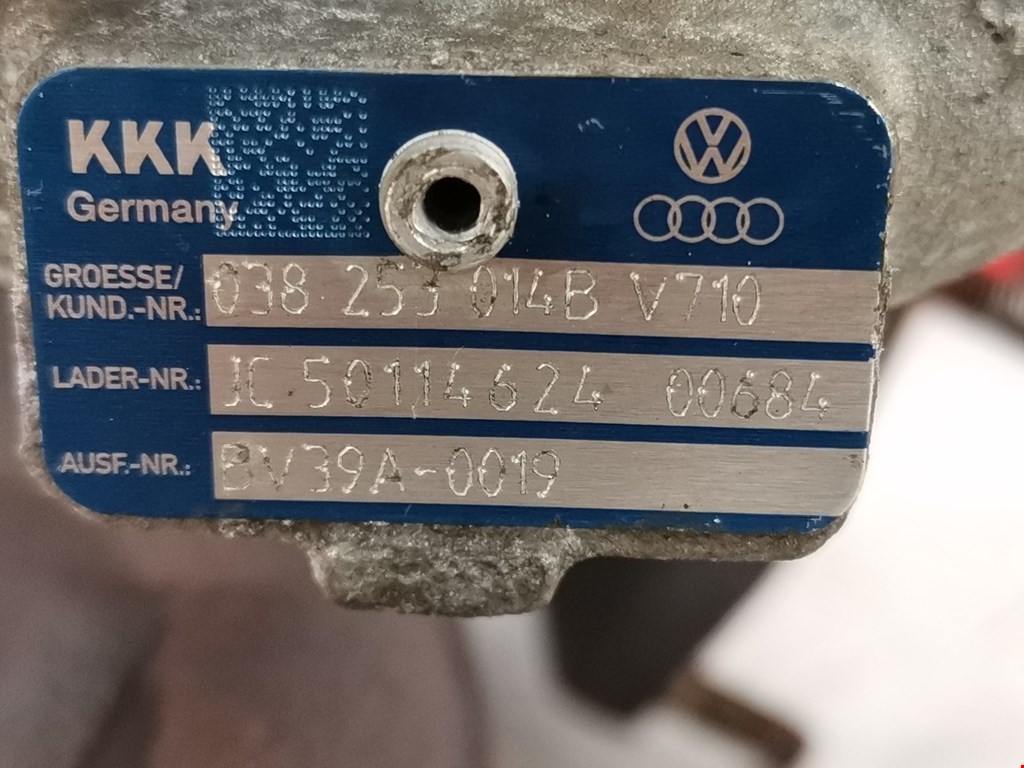 KKK
Germany
GROESSE/
KUND.-NR.: 038 253 014B V710
LADER-NR.: JC 50114624 00684
AUSF.-NR.: BV39A-0019